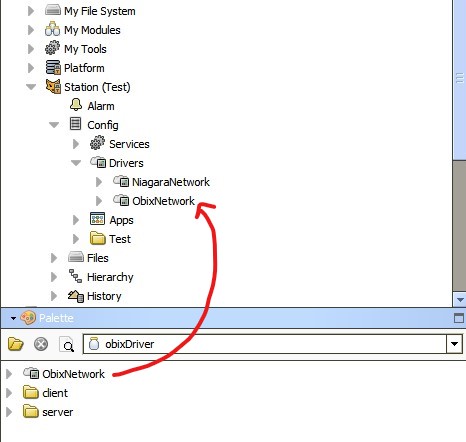 My File System
My Modules
My Tools
Platform
Station (Test)
Alarm
Config
Services
Drivers
NiagaraNetwork
ObixNetwork
Apps
Test
Files
Hierarchy
History
Palette
obixDriver
ObixNetwork
client
server